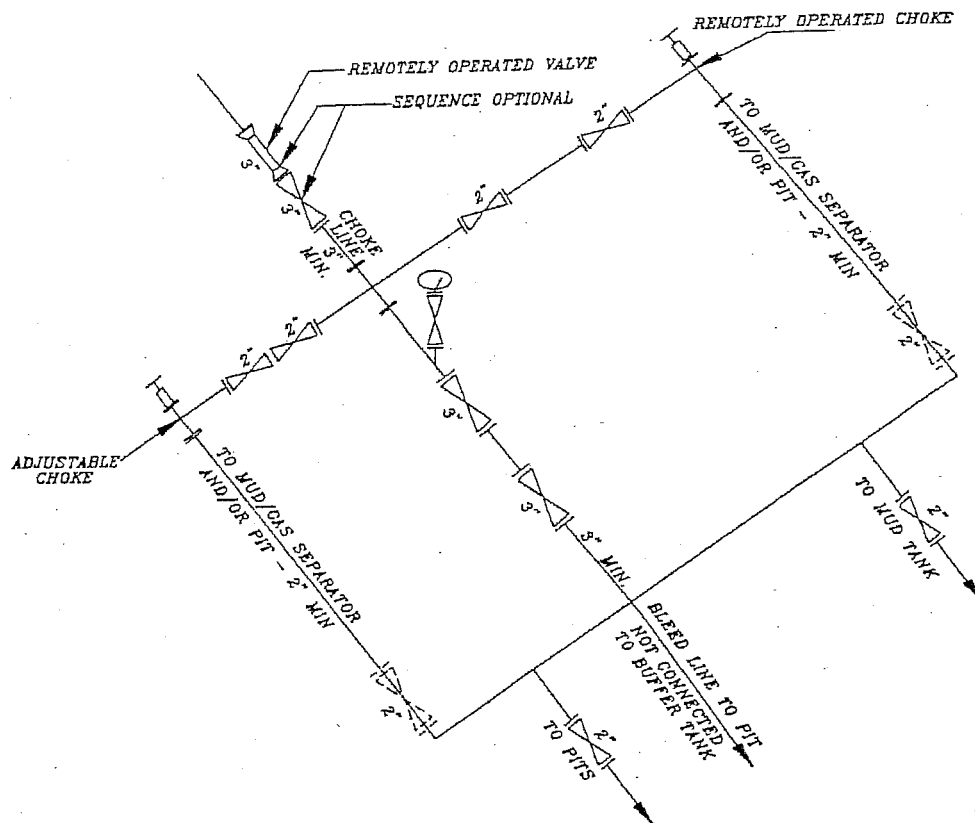 REMOTELY OPERATED CHOKE
REMOTELY OPERATED VALVE
SEQUENCE OPTIONAL
3"
3"
CHOKE
LINE
3"
MIN.
2"
2"
TO MUD/GAS SEPARATOR
AND/OR PIT - 2" MIN
2"
2"
2"
ADJUSTABLE
CHOKE
TO MUD/GAS SEPARATOR
AND/OR PIT - 2" MIN
2"
3"
3"
3" MIN.
BLEED LINE TO PIT
NOT CONNECTED
TO BUFFER TANK
2"
TO MUD TANK
2"
TO PITS